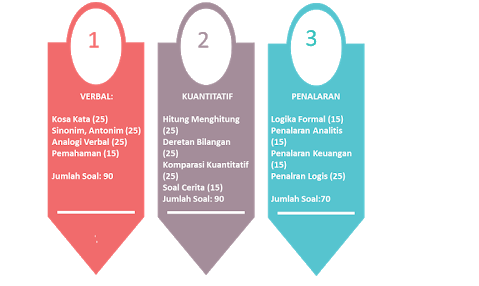 1
VERBAL:
Kosa Kata (25)
Sinonim, Antonim (25)
Analogi Verbal (25)
Pemahaman (15)
Jumlah Soal: 90
2
KUANTITATIF
Hitung Menghitung
(25)
Deretan Bilangan
(25)
Komparasi Kuantitatif
(25)
Soal Cerita (15)
Jumlah Soal: 90
3
PENALARAN
Logika Formal (15)
Penalaran Analitis
(15)
Penalaran Keuangan
(15)
Penalran Logis (25)
Jumlah Soal:70